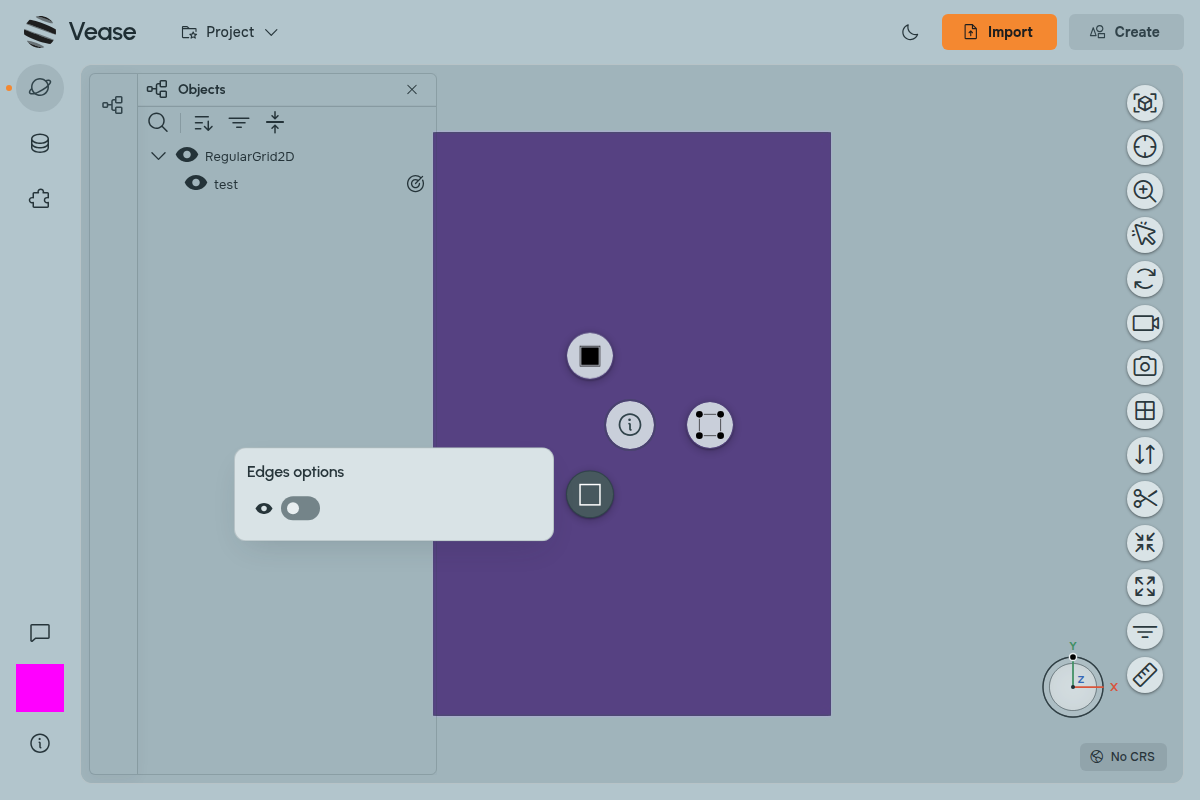 Vease
Project
Import
Create
Objects
RegularGrid2D
test
Edges options
Y
Z
X
No CRS